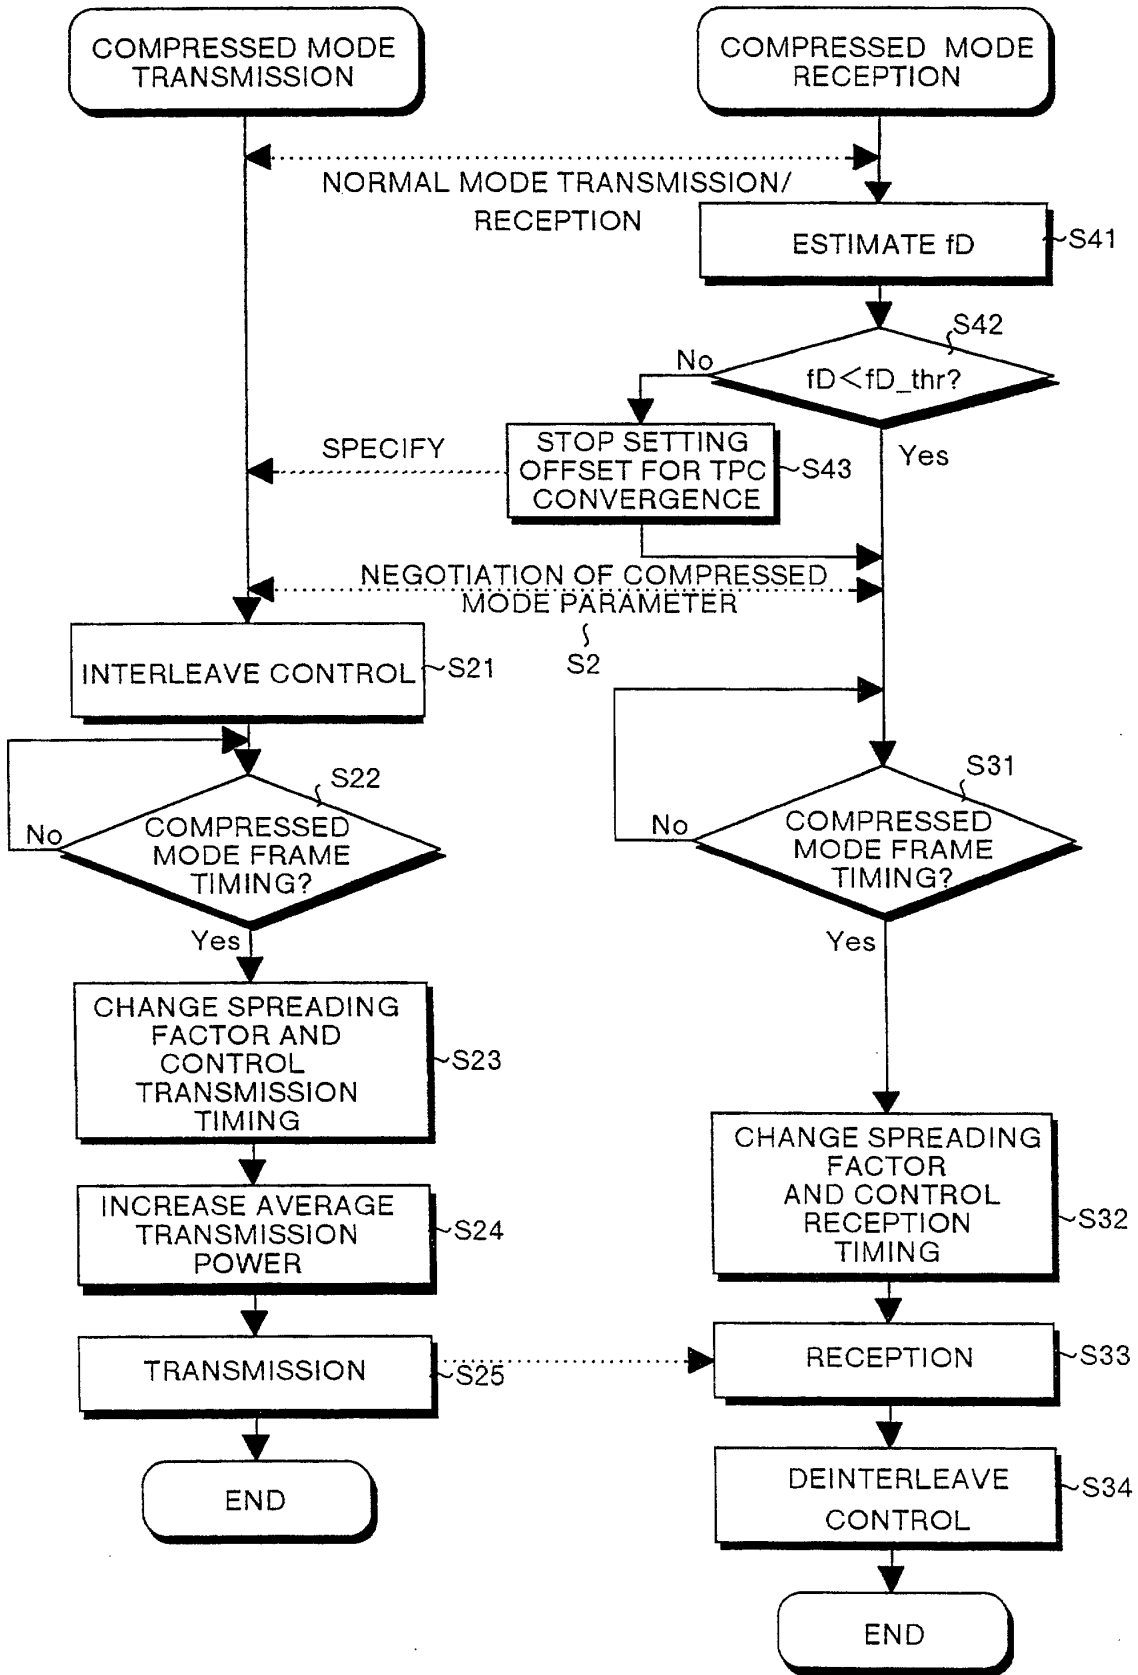 COMPRESSED MODE
TRANSMISSION
COMPRESSED MODE
RECEPTION
NORMAL MODE TRANSMISSION/
RECEPTION
ESTIMATE fD
S41
S42
No
fD<fD_thr?
Yes
SPECIFY
STOP SETTING
OFFSET FOR TPC
CONVERGENCE
S43
NEGOTIATION OF COMPRESSED
MODE PARAMETER
S2
INTERLEAVE CONTROL
S21
S22
No
COMPRESSED
MODE FRAME
TIMING?
Yes
S31
No
COMPRESSED
MODE FRAME
TIMING?
Yes
CHANGE SPREADING
FACTOR AND
CONTROL
TRANSMISSION
TIMING
S23
CHANGE SPREADING
FACTOR
AND CONTROL
RECEPTION
TIMING
S32
INCREASE AVERAGE
TRANSMISSION
POWER
S24
TRANSMISSION
S25
RECEPTION
S33
END
DEINTERLEAVE
CONTROL
S34
END